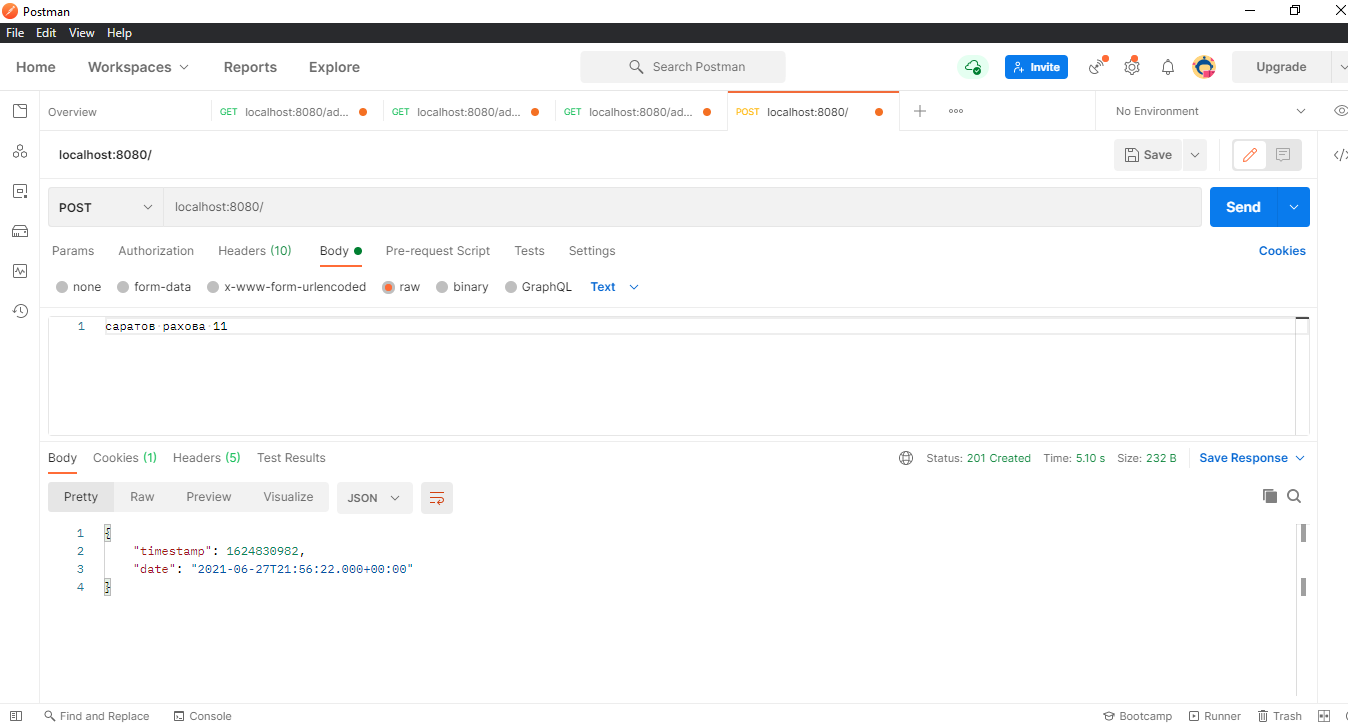 Postman
File Edit View Help
Home Workspaces Reports Explore Search Postman Invite Upgrade
Overview GET localhost:8080/ad... GET localhost:8080/ad... GET localhost:8080/ad... POST localhost:8080/ No Environment
localhost:8080/ Save
POST localhost:8080/ Send
Params Authorization Headers (10) Body Pre-request Script Tests Settings Cookies
none form-data x-www-form-urlencoded raw binary GraphQL Text
1 саратов рахова 11
Body Cookies (1) Headers (5) Test Results Status: 201 Created Time: 5.10 s Size: 232 B Save Response
Pretty Raw Preview Visualize JSON
1 {
2 "timestamp": 1624830982,
3 "date": "2021-06-27T21:56:22.000+00:00"
4 }
Find and Replace Console Bootcamp Runner Trash